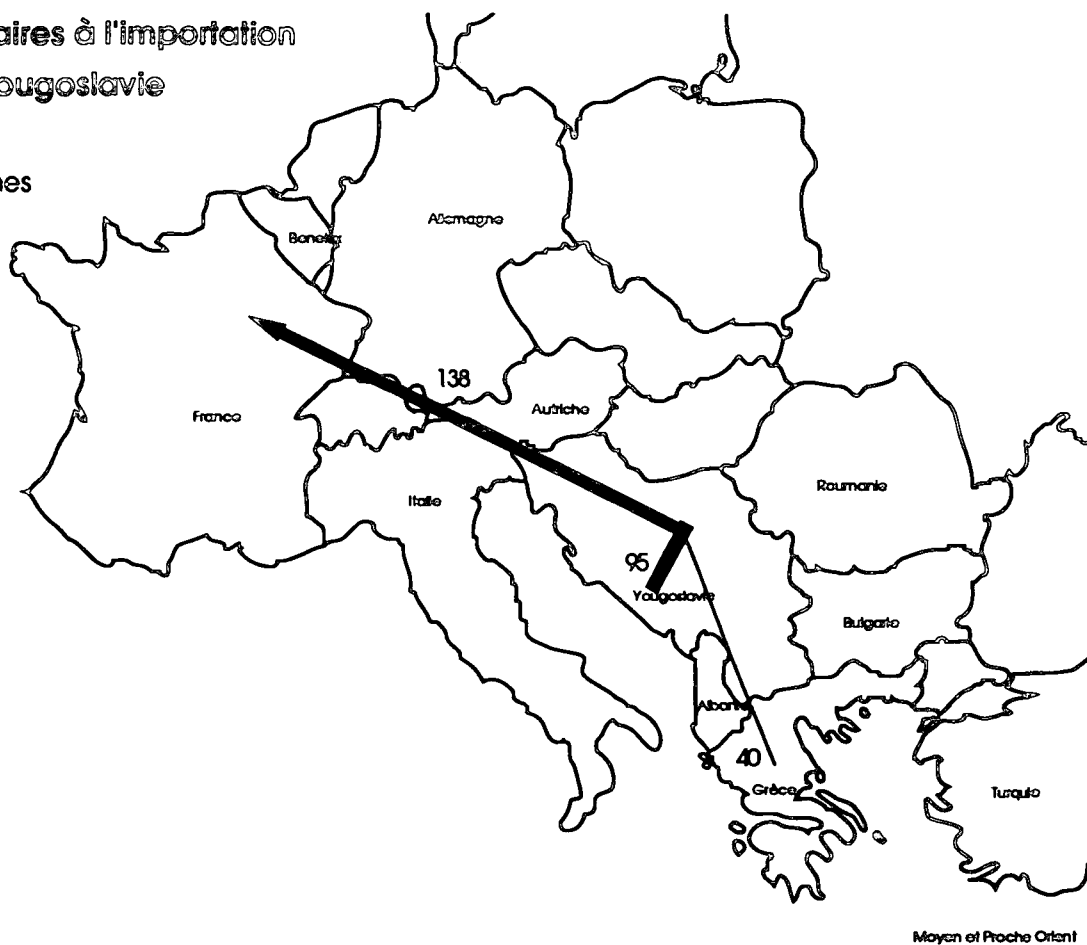 aires à l'importation
ougoslavie
nes
Allemagne
Benelux
138
France
Autriche
Italie
Roumanie
95
Yougoslavie
Bulgarie
Albanie
40
Grèce
Turquie
Moyen et Proche Orient